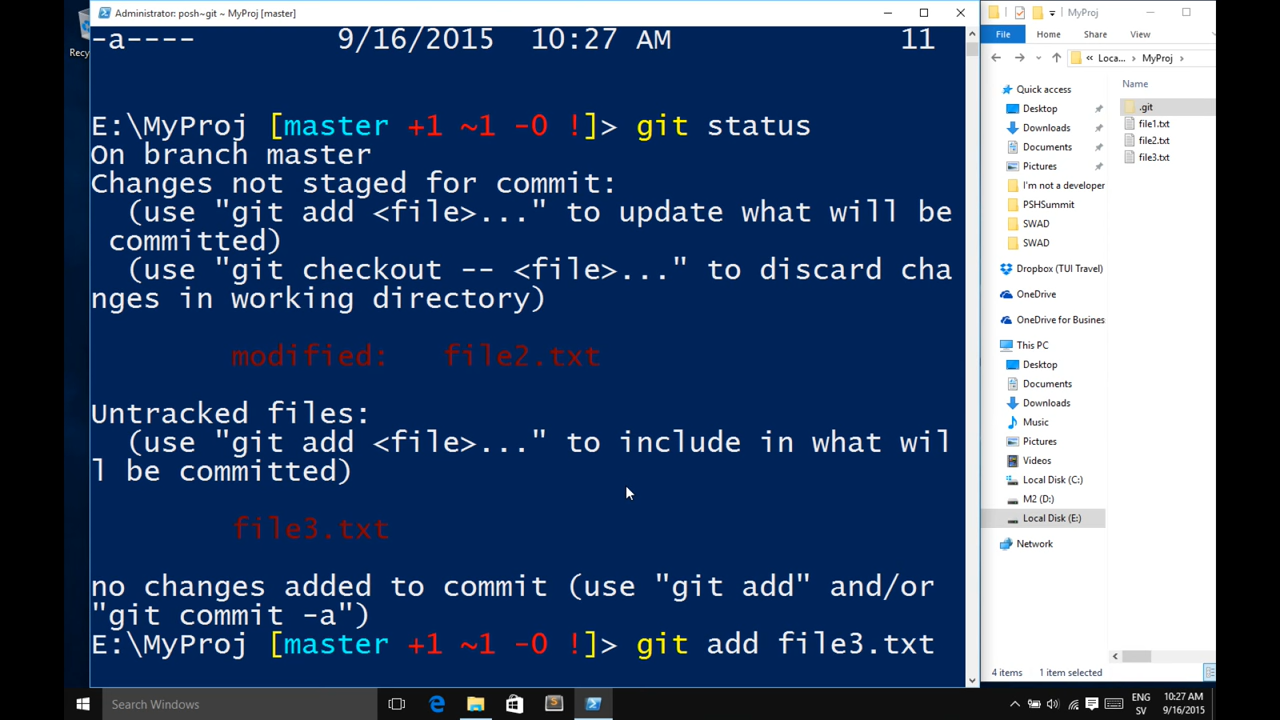 Administrator: posh~git ~ MyProj [master]
-a---- 9/16/2015 10:27 AM 11
E:\MyProj [master +1 ~1 -0 !]> git status
On branch master
Changes not staged for commit:
(use "git add <file>..." to update what will be
committed)
(use "git checkout -- <file>..." to discard cha
nges in working directory)
modified: file2.txt
Untracked files:
(use "git add <file>..." to include in what wil
l be committed)
file3.txt
no changes added to commit (use "git add" and/or
"git commit -a")
E:\MyProj [master +1 ~1 -0 !]> git add file3.txt
MyProj
File Home Share View
« Loca... > MyProj >
Name
.git
file1.txt
file2.txt
file3.txt
Quick access
Desktop
Downloads
Documents
Pictures
I'm not a developer
PSHSummit
SWAD
SWAD
Dropbox (TUI Travel)
OneDrive
OneDrive for Busines
This PC
Desktop
Documents
Downloads
Music
Pictures
Videos
Local Disk (C:)
M2 (D:)
Local Disk (E:)
Network
4 items 1 item selected
Recy
Search Windows
ENG
SV
10:27 AM
9/16/2015